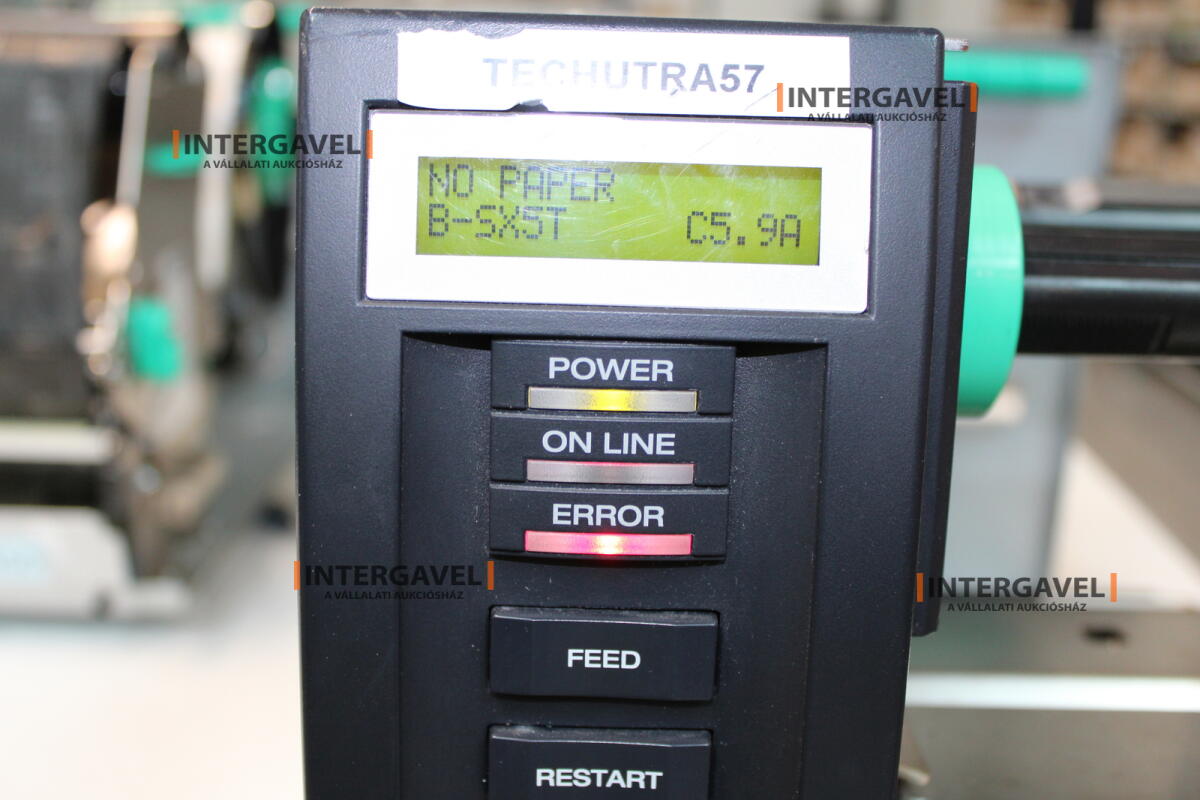 TECHUTRA57
INTERGAVEL
A VÁLLALATI AUKCIÓSHÁZ
INTERGAVEL
A VÁLLALATI AUKCIÓSHÁZ
NO PAPER
B-SX5T C5.9A
POWER
ON LINE
ERROR
INTERGAVEL
A VÁLLALATI AUKCIÓSHÁZ
INTERGAVEL
A VÁLLALATI AUKCIÓSHÁZ
FEED
RESTART